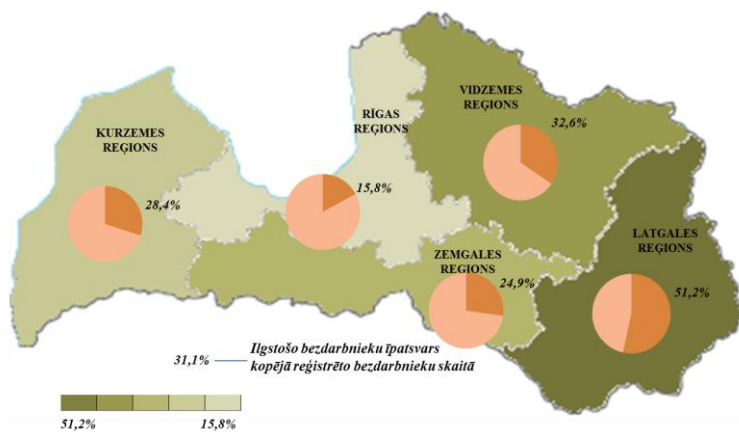 VIDZEMES
REĢIONS
32,6%
RĪGAS
REĢIONS
KURZEMES
REĢIONS
15,8%
28,4%
LATGALES
REĢIONS
ZEMGALES
REĢIONS
24,9%
51,2%
31,1%
Ilgstošo bezdarbnieku īpatsvars
kopējā reģistrēto bezdarbnieku skaitā
51,2%
15,8%